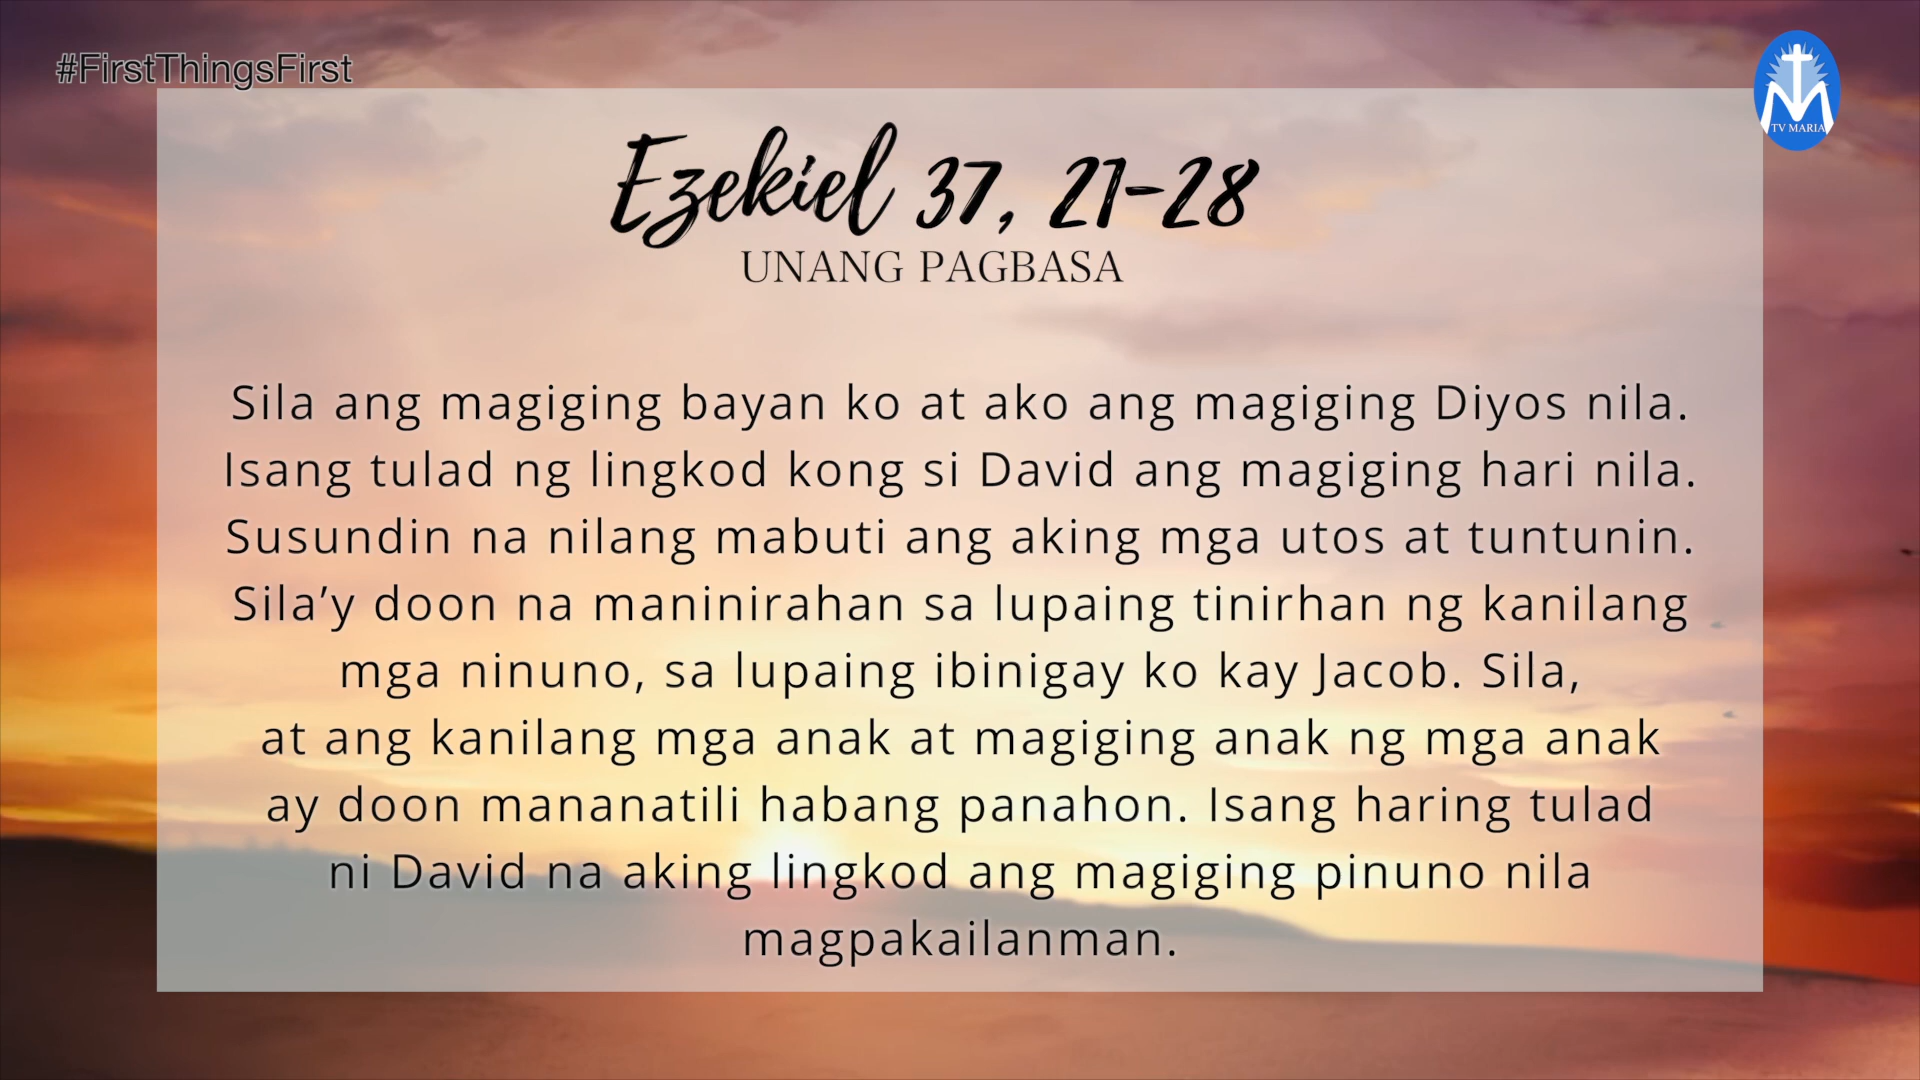 #FirstThingsFirst
TV MARIA
Ezekiel 37, 21-28
UNANG PAGBASA
Sila ang magiging bayan ko at ako ang magiging Diyos nila.
Isang tulad ng lingkod kong si David ang magiging hari nila.
Susundin na nilang mabuti ang aking mga utos at tuntunin.
Sila’y doon na maninirahan sa lupaing tinirhan ng kanilang
mga ninuno, sa lupaing ibinigay ko kay Jacob. Sila,
at ang kanilang mga anak at magiging anak ng mga anak
ay doon mananatili habang panahon. Isang haring tulad
ni David na aking lingkod ang magiging pinuno nila
magpakailanman.